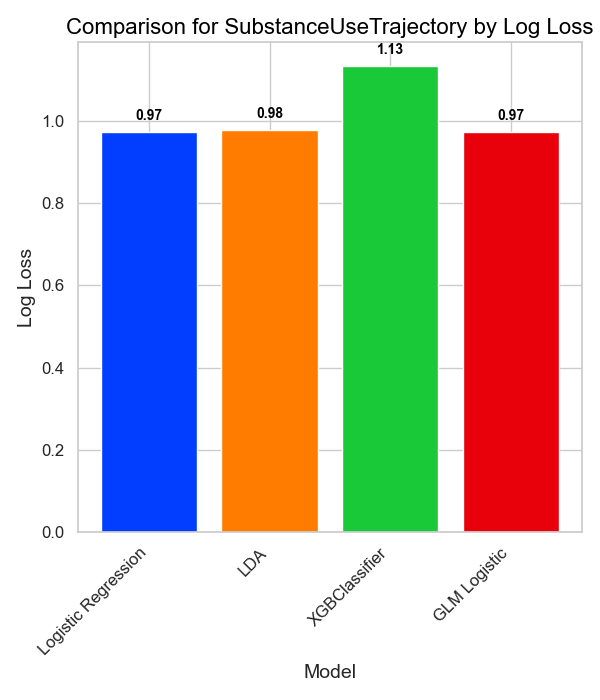 Comparison for SubstanceUseTrajectory by Log Loss
1.13
0.97
0.98
0.97
1.0
0.8
0.6
0.4
0.2
0.0
Log Loss
Logistic Regression
LDA
XGBClassifier
GLM Logistic
Model